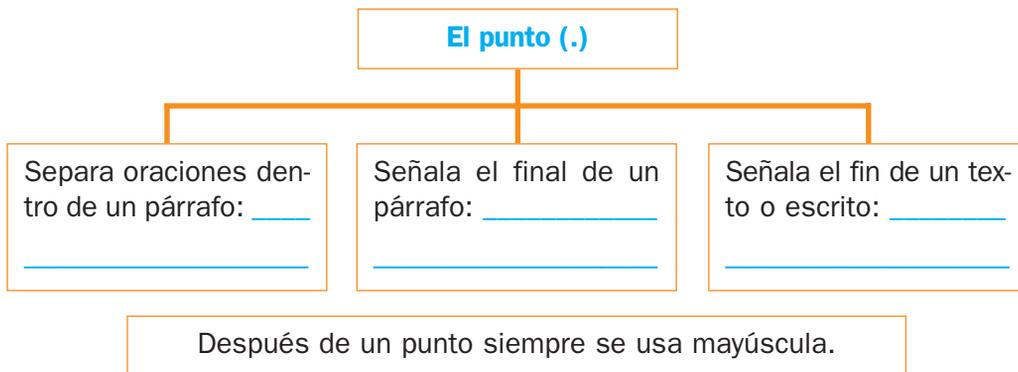 El punto (.)
Separa oraciones den-
tro de un párrafo: ____
____________________
Señala el final de un
párrafo: ____________
____________________
Señala el fin de un tex-
to o escrito: ________
____________________
Después de un punto siempre se usa mayúscula.